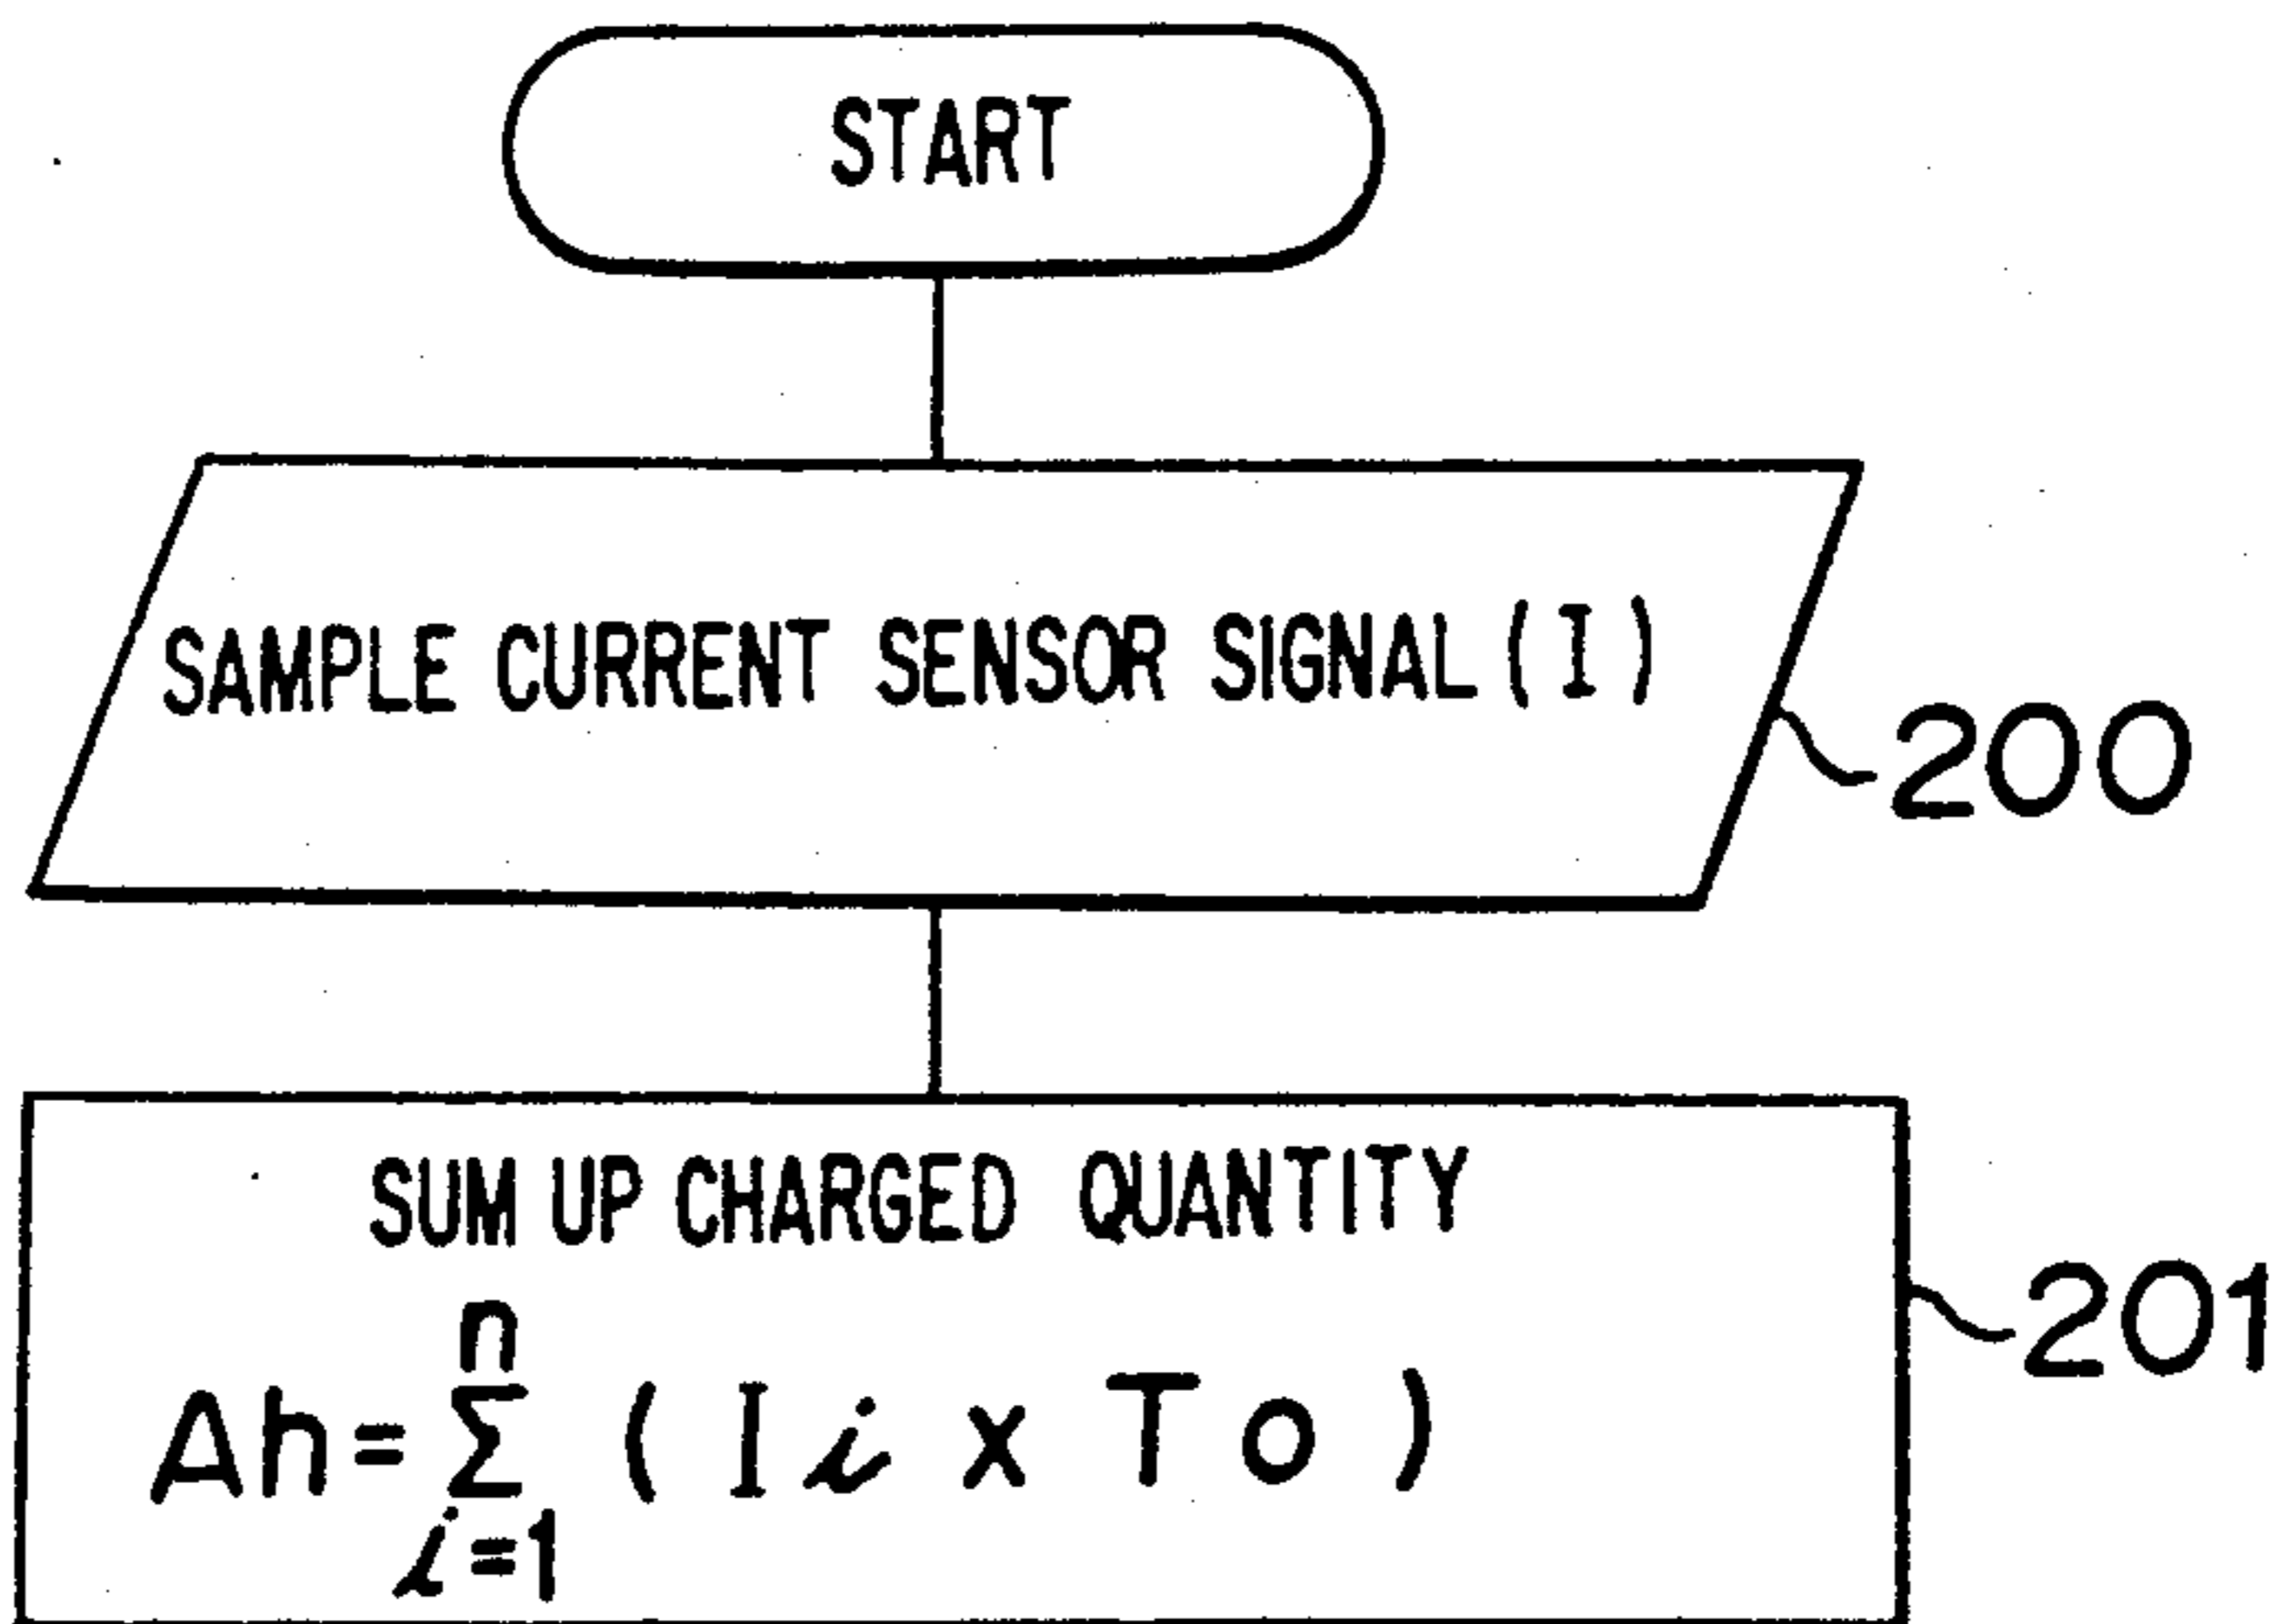 START
SAMPLE CURRENT SENSOR SIGNAL (I)
200
SUM UP CHARGED QUANTITY
201
n
Ah=Σ (Ii x To)
i=1